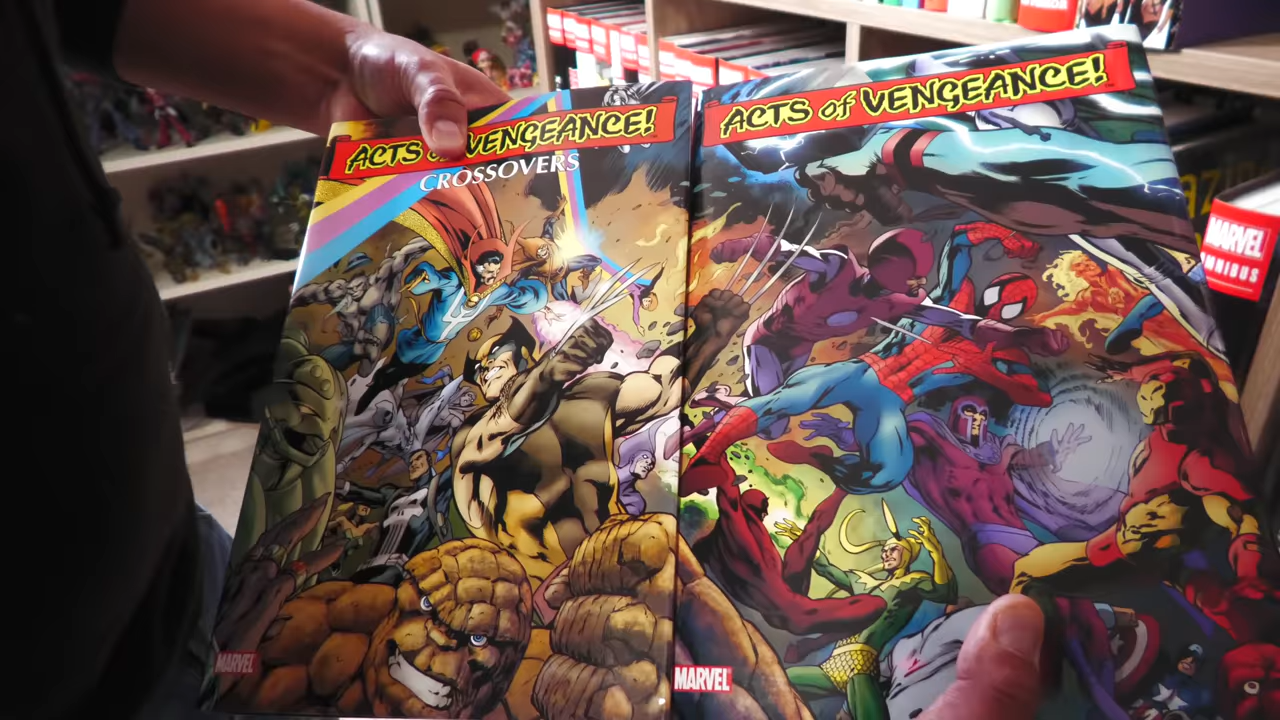 ACTS of VENGEANCE!
CROSSOVERS
MARVEL
ACTS of VENGEANCE!
MARVEL
MARVEL
OMNIBUS